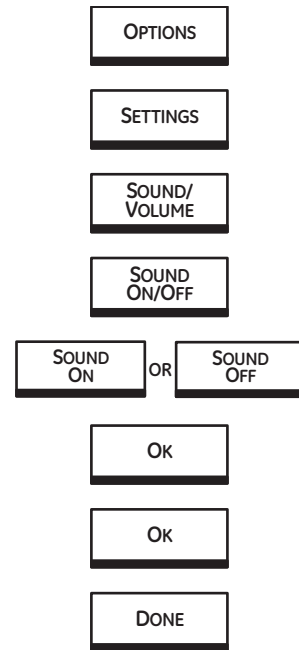 OPTIONS
SETTINGS
SOUND/
VOLUME
SOUND
ON/OFF
SOUND
ON
OR
SOUND
OFF
OK
OK
DONE